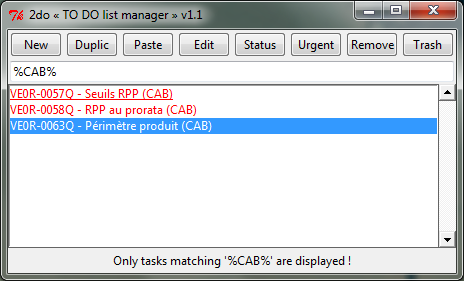 2do « TO DO list manager » v1.1
New Duplic Paste Edit Status Urgent Remove Trash
%CAB%
VE0R-0057Q - Seuils RPP (CAB)
VE0R-0058Q - RPP au prorata (CAB)
VE0R-0063Q - Périmètre produit (CAB)
Only tasks matching '%CAB%' are displayed !